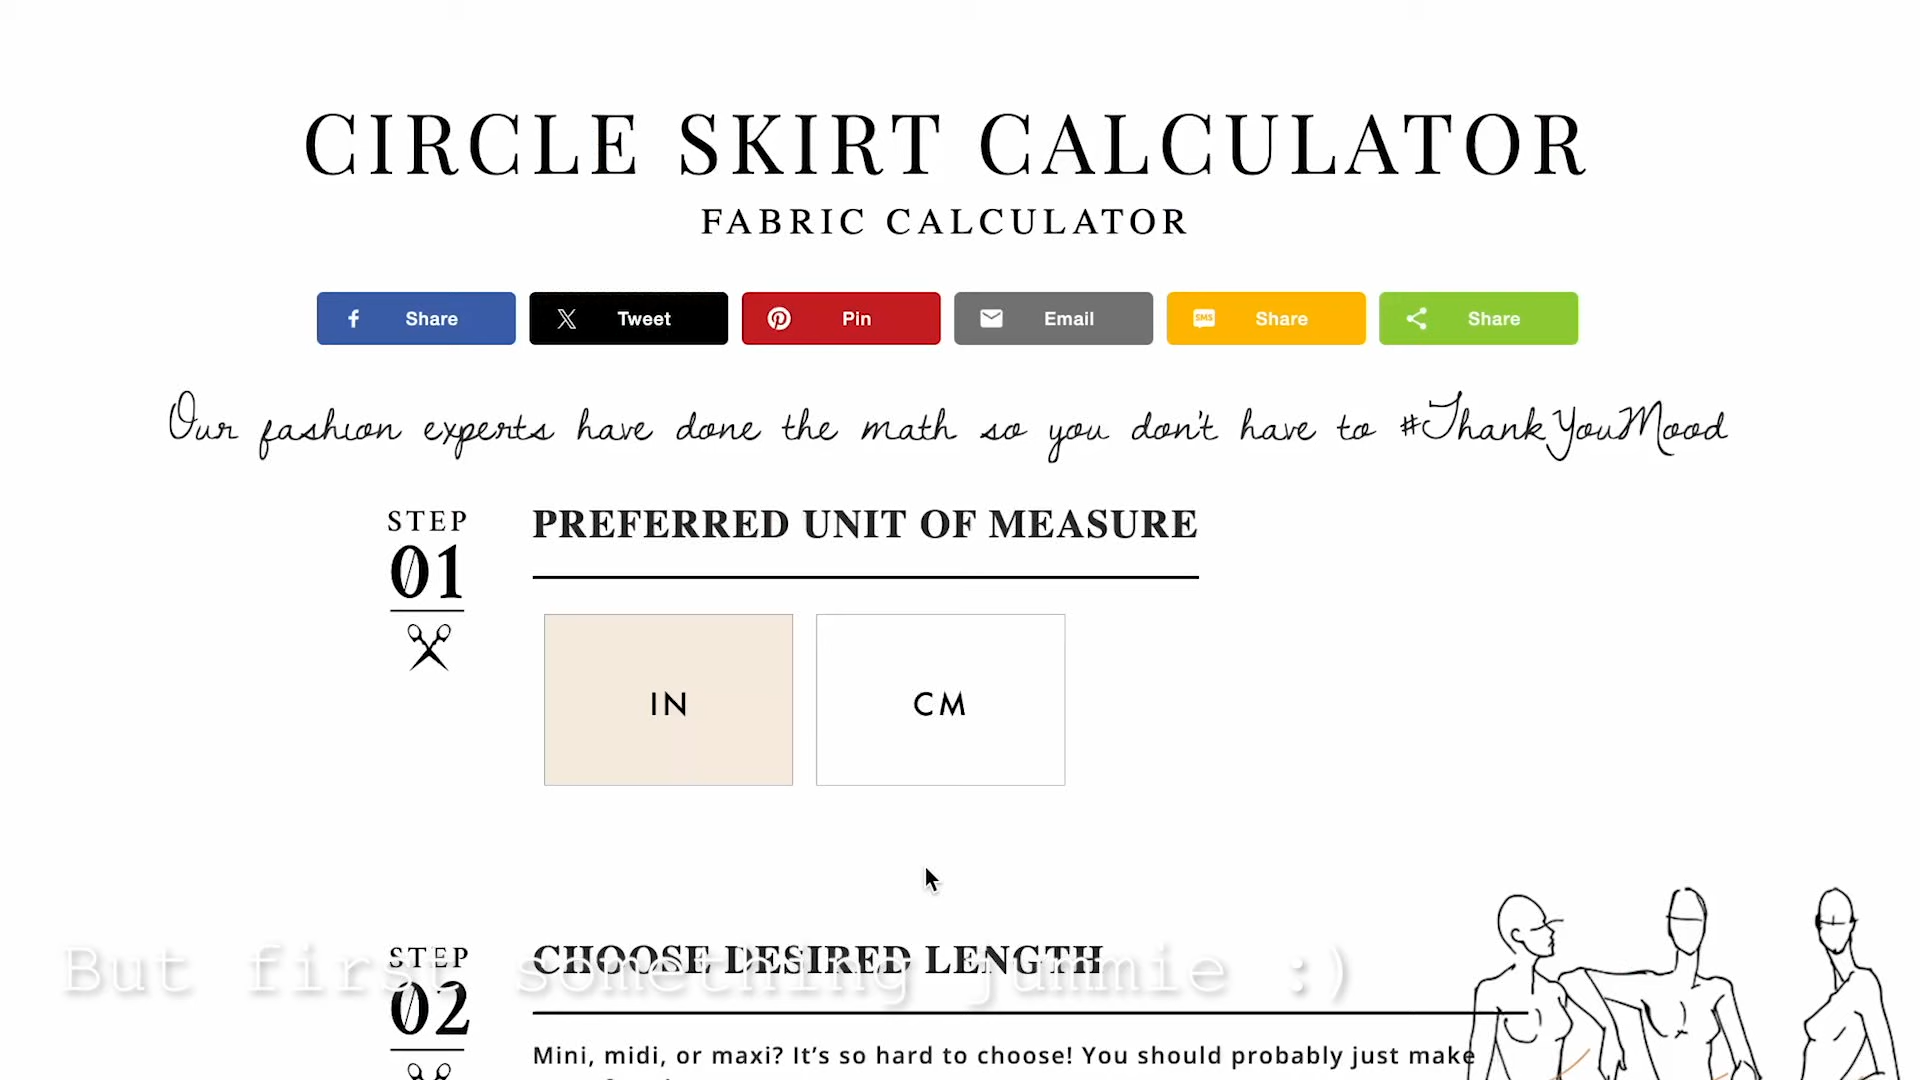 CIRCLE SKIRT CALCULATOR
FABRIC CALCULATOR
Share Tweet Pin Email SMS Share Share
Our fashion experts have done the math so you don't have to #ThankYouMood
STEP 01
PREFERRED UNIT OF MEASURE
IN CM
STEP 02
CHOOSE DESIRED LENGTH
But first something jummie :)
Mini, midi, or maxi? It's so hard to choose! You should probably just make